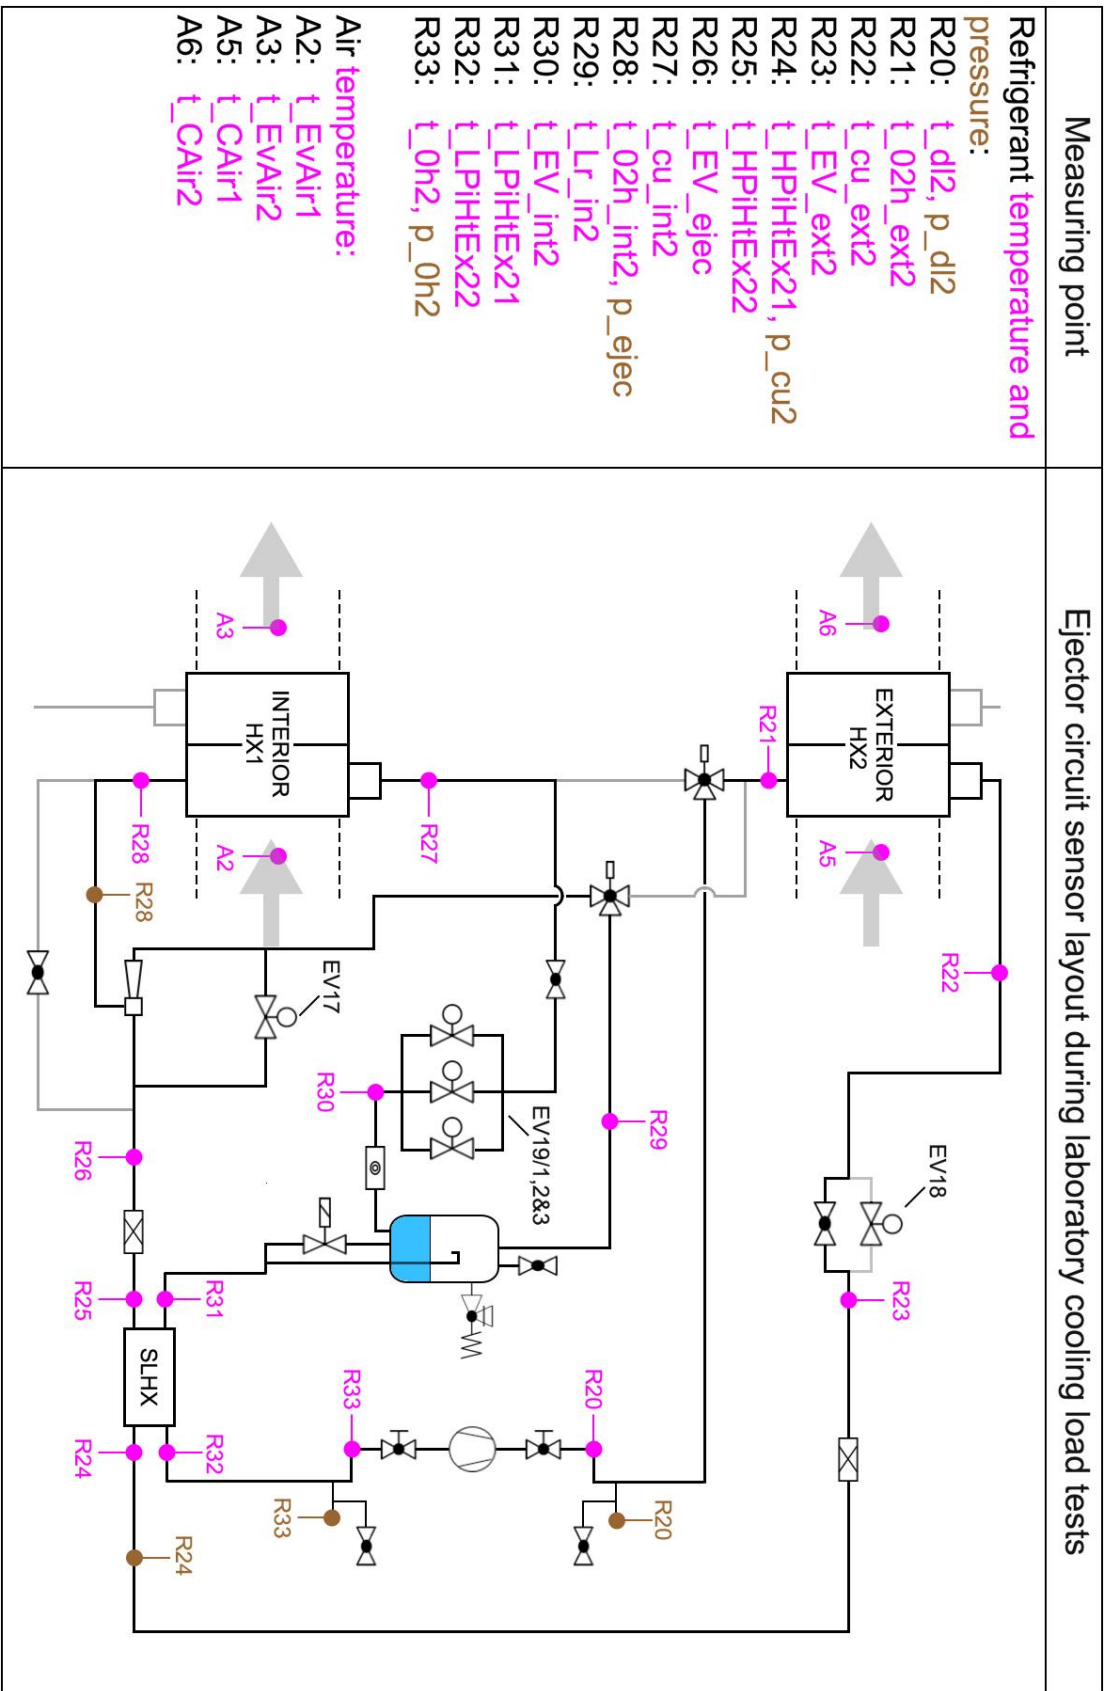 Measuring point
Ejector circuit sensor layout during laboratory cooling load tests
Refrigerant temperature and
pressure:
R20: t_dl2, p_dl2
R21: t_02h_ext2
R22: t_cu_ext2
R23: t_EV_ext2
R24: t_HPiHtEx21, p_cu2
R25: t_HPiHtEx22
R26: t_EV_ejec
R27: t_cu_int2
R28: t_02h_int2, p_ejec
R29: t_Lr_in2
R30: t_EV_int2
R31: t_LPiHtEx21
R32: t_LPiHtEx22
R33: t_0h2, p_0h2
Air temperature:
A2: t_EvAir1
A3: t_EvAir2
A5: t_CAir1
A6: t_CAir2
A6
EXTERIOR
HX2
A5
R22
EV18
R23
R21
R29
R20
R20
R27
EV19/1,2&3
A3
INTERIOR
HX1
A2
EV17
R30
R33
R33
R28
R28
R31
R32
SLHX
R26
R25
R24
R24